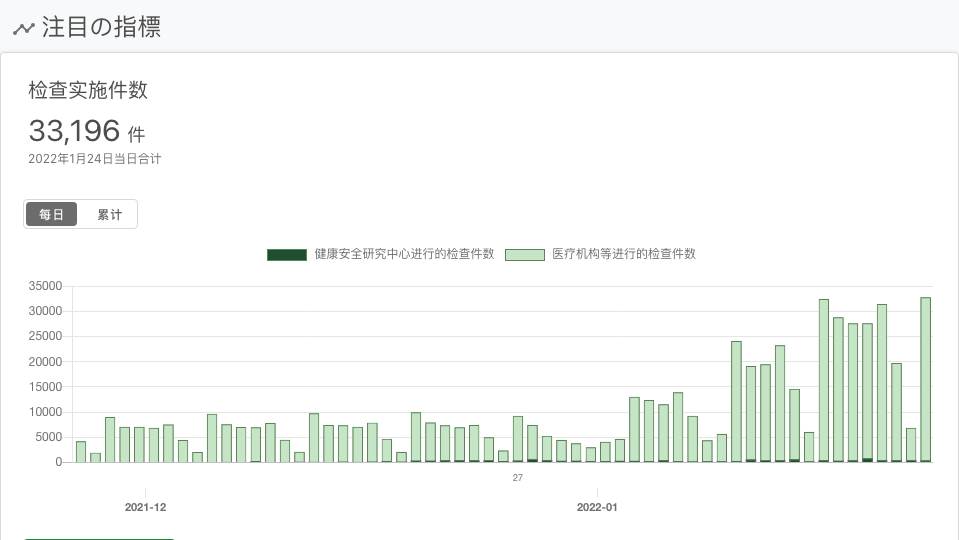 注目の指標
检查实施件数
33,196 件
2022年1月24日当日合计
每日 累计
健康安全研究中心进行的检查件数 医疗机构等进行的检查件数
35000
30000
25000
20000
15000
10000
5000
0
27
2021-12 2022-01